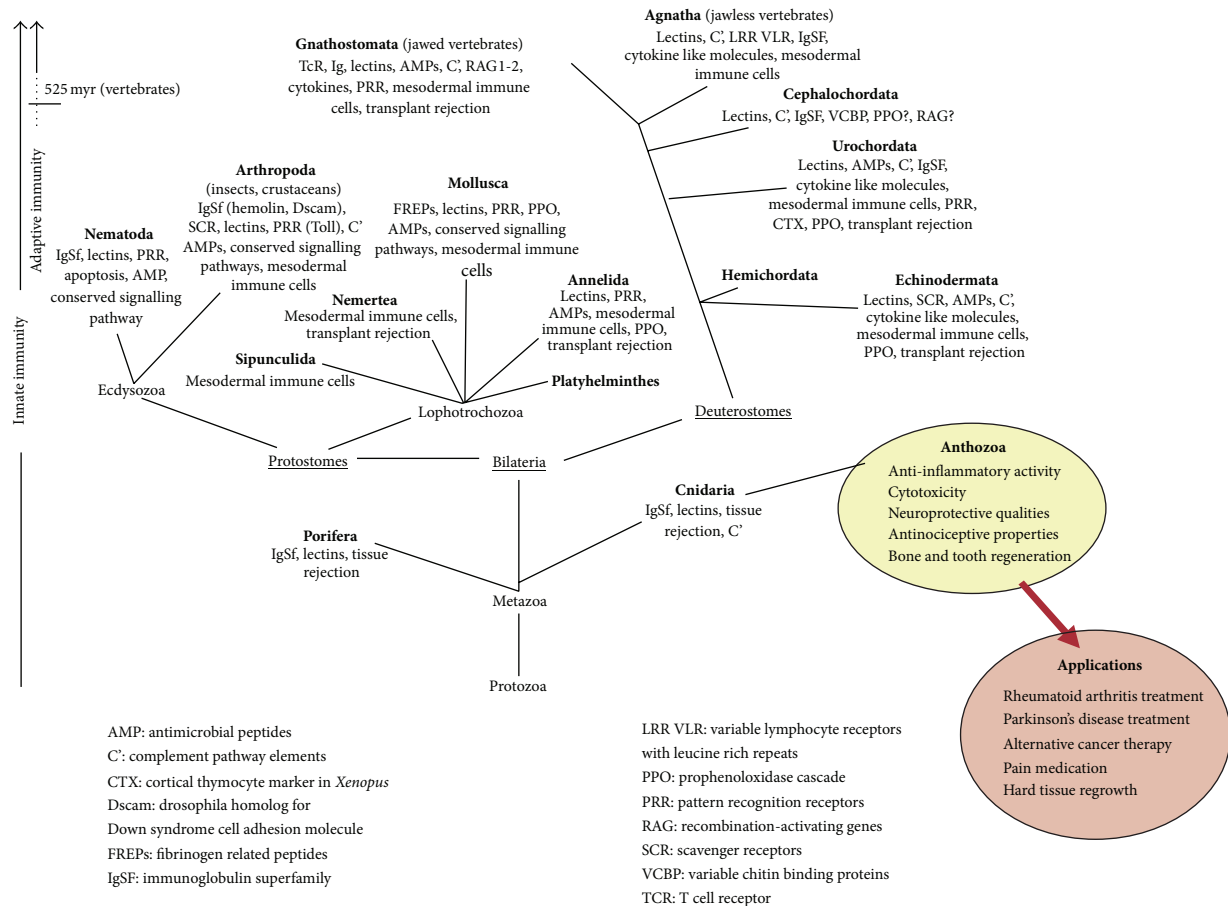 Innate immunity
Adaptive immunity
525 myr (vertebrates)
Gnathostomata (jawed vertebrates)
TcR, Ig, lectins, AMPs, C', RAG1-2,
cytokines, PRR, mesodermal immune
cells, transplant rejection
Agnatha (jawless vertebrates)
Lectins, C', LRR VLR, IgSF,
cytokine like molecules, mesodermal
immune cells
Cephalochordata
Lectins, C', IgSF, VCBP, PPO?, RAG?
Urochordata
Lectins, AMPs, C', IgSF,
cytokine like molecules,
mesodermal immune cells, PRR,
CTX, PPO, transplant rejection
Arthropoda
(insects, crustaceans)
IgSf (hemolin, Dscam),
SCR, lectins, PRR (Toll), C'
AMPs, conserved signalling
pathways, mesodermal
immune cells
Mollusca
FREPs, lectins, PRR, PPO,
AMPs, conserved signalling
pathways, mesodermal immune
cells
Nematoda
IgSf, lectins, PRR,
apoptosis, AMP,
conserved signalling
pathway
Nemertea
Mesodermal immune cells,
transplant rejection
Annelida
Lectins, PRR,
AMPs, mesodermal
immune cells, PPO,
transplant rejection
Hemichordata
Echinodermata
Lectins, SCR, AMPs, C',
cytokine like molecules,
mesodermal immune cells,
PPO, transplant rejection
Sipunculida
Mesodermal immune cells
Platyhelminthes
Ecdysozoa
Lophotrochozoa
Deuterostomes
Protostomes
Bilateria
Cnidaria
IgSf, lectins, tissue
rejection, C'
Porifera
IgSf, lectins, tissue
rejection
Metazoa
Protozoa
Anthozoa
Anti-inflammatory activity
Cytotoxicity
Neuroprotective qualities
Antinociceptive properties
Bone and tooth regeneration
Applications
Rheumatoid arthritis treatment
Parkinson's disease treatment
Alternative cancer therapy
Pain medication
Hard tissue regrowth
AMP: antimicrobial peptides
C': complement pathway elements
CTX: cortical thymocyte marker in Xenopus
Dscam: drosophila homolog for
Down syndrome cell adhesion molecule
FREPs: fibrinogen related peptides
IgSF: immunoglobulin superfamily
LRR VLR: variable lymphocyte receptors
with leucine rich repeats
PPO: prophenoloxidase cascade
PRR: pattern recognition receptors
RAG: recombination-activating genes
SCR: scavenger receptors
VCBP: variable chitin binding proteins
TCR: T cell receptor